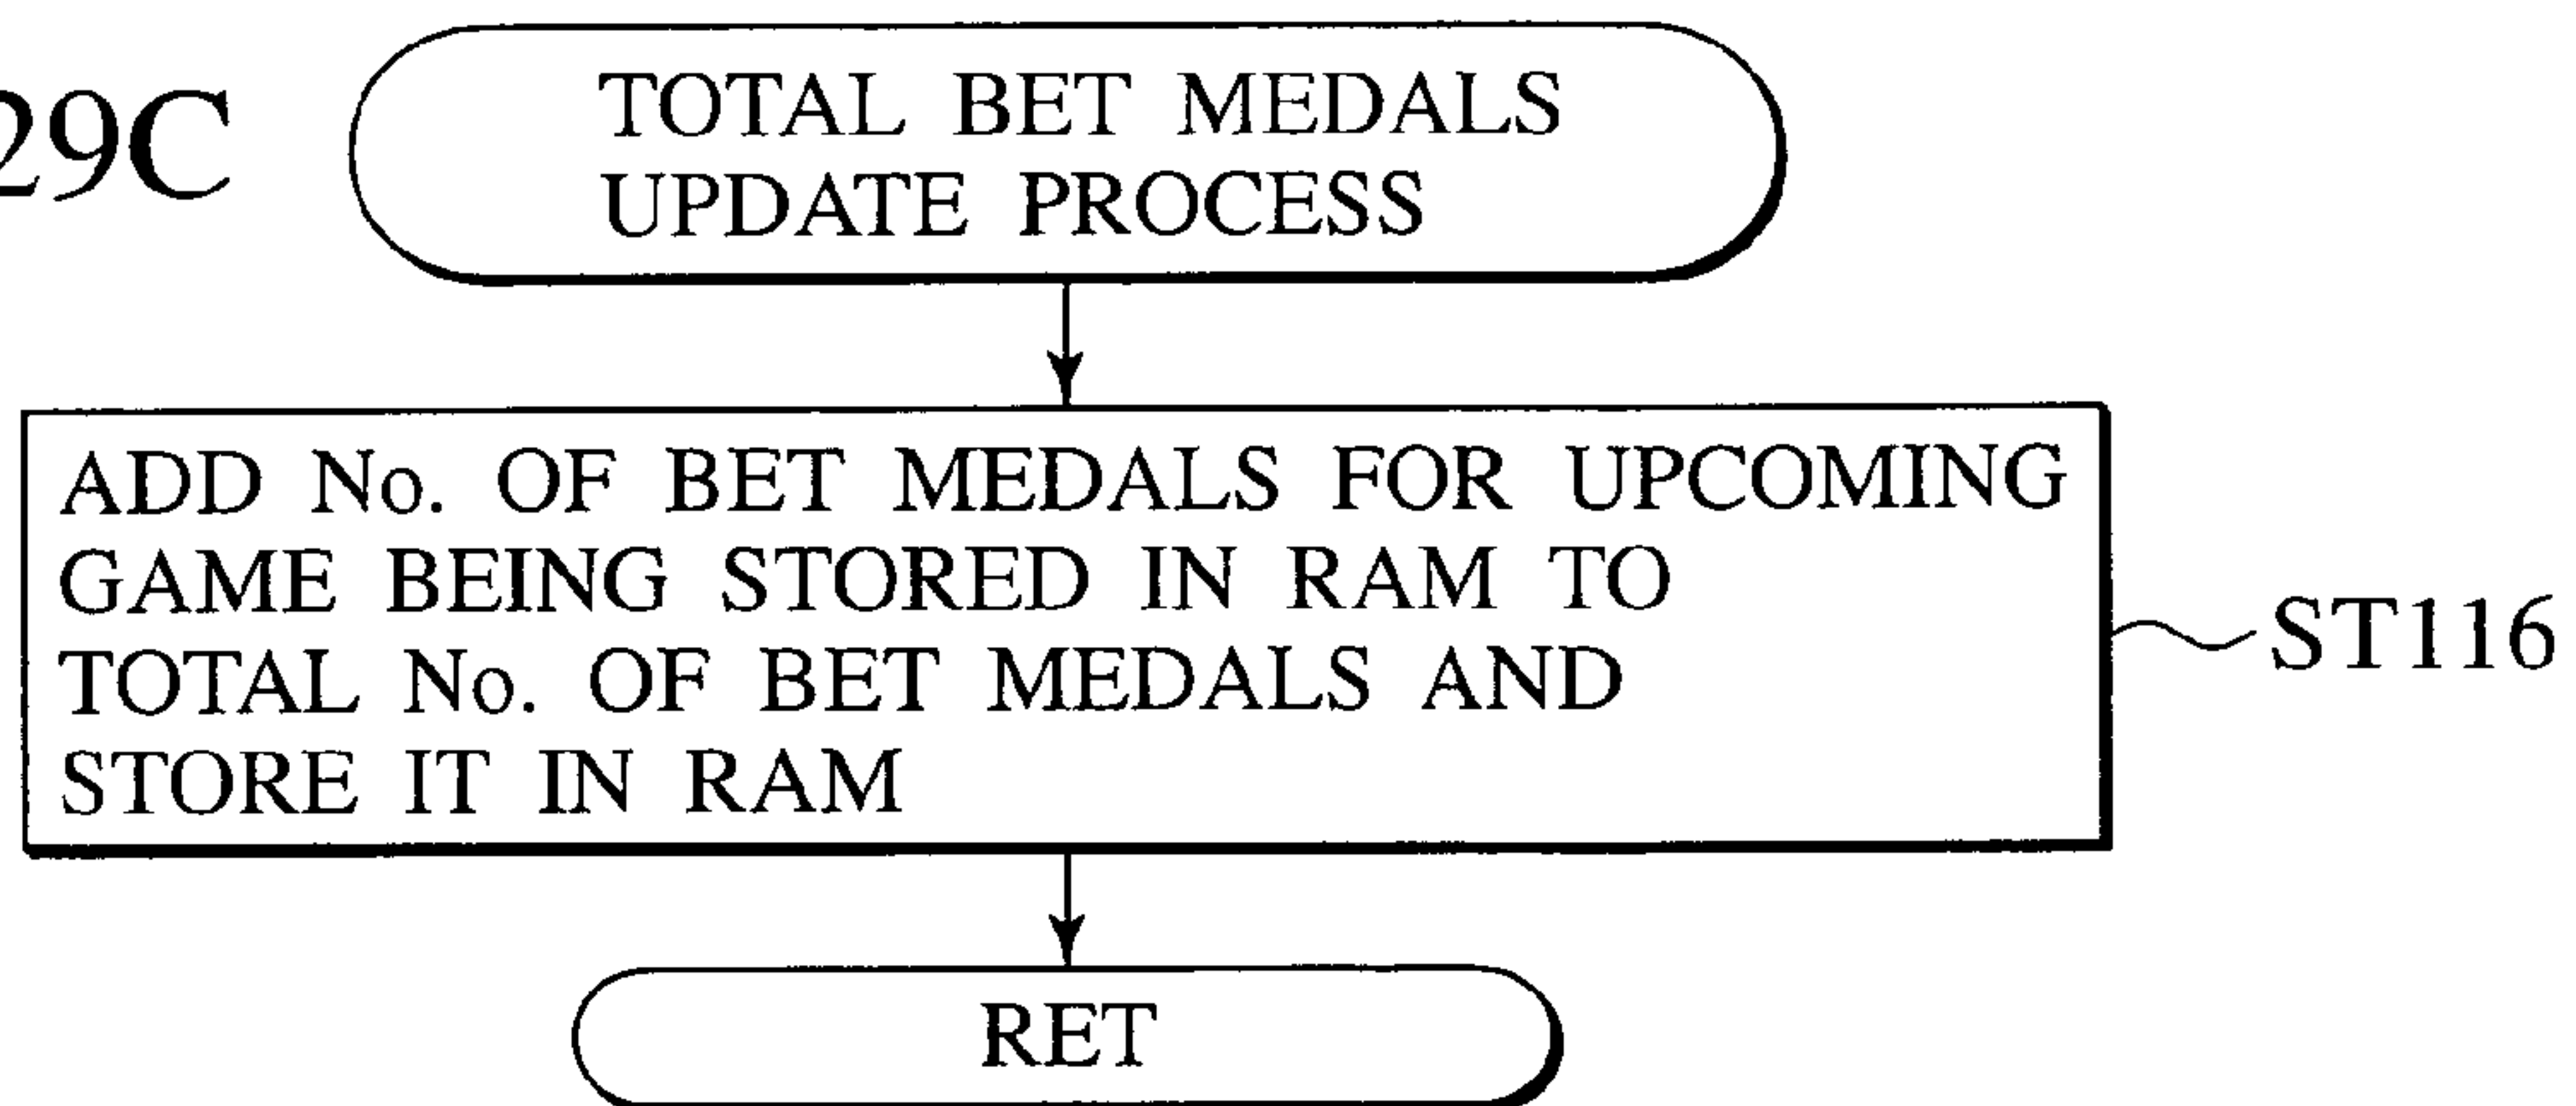 29C
TOTAL BET MEDALS
UPDATE PROCESS
ADD No. OF BET MEDALS FOR UPCOMING
GAME BEING STORED IN RAM TO
TOTAL No. OF BET MEDALS AND
STORE IT IN RAM
ST116
RET